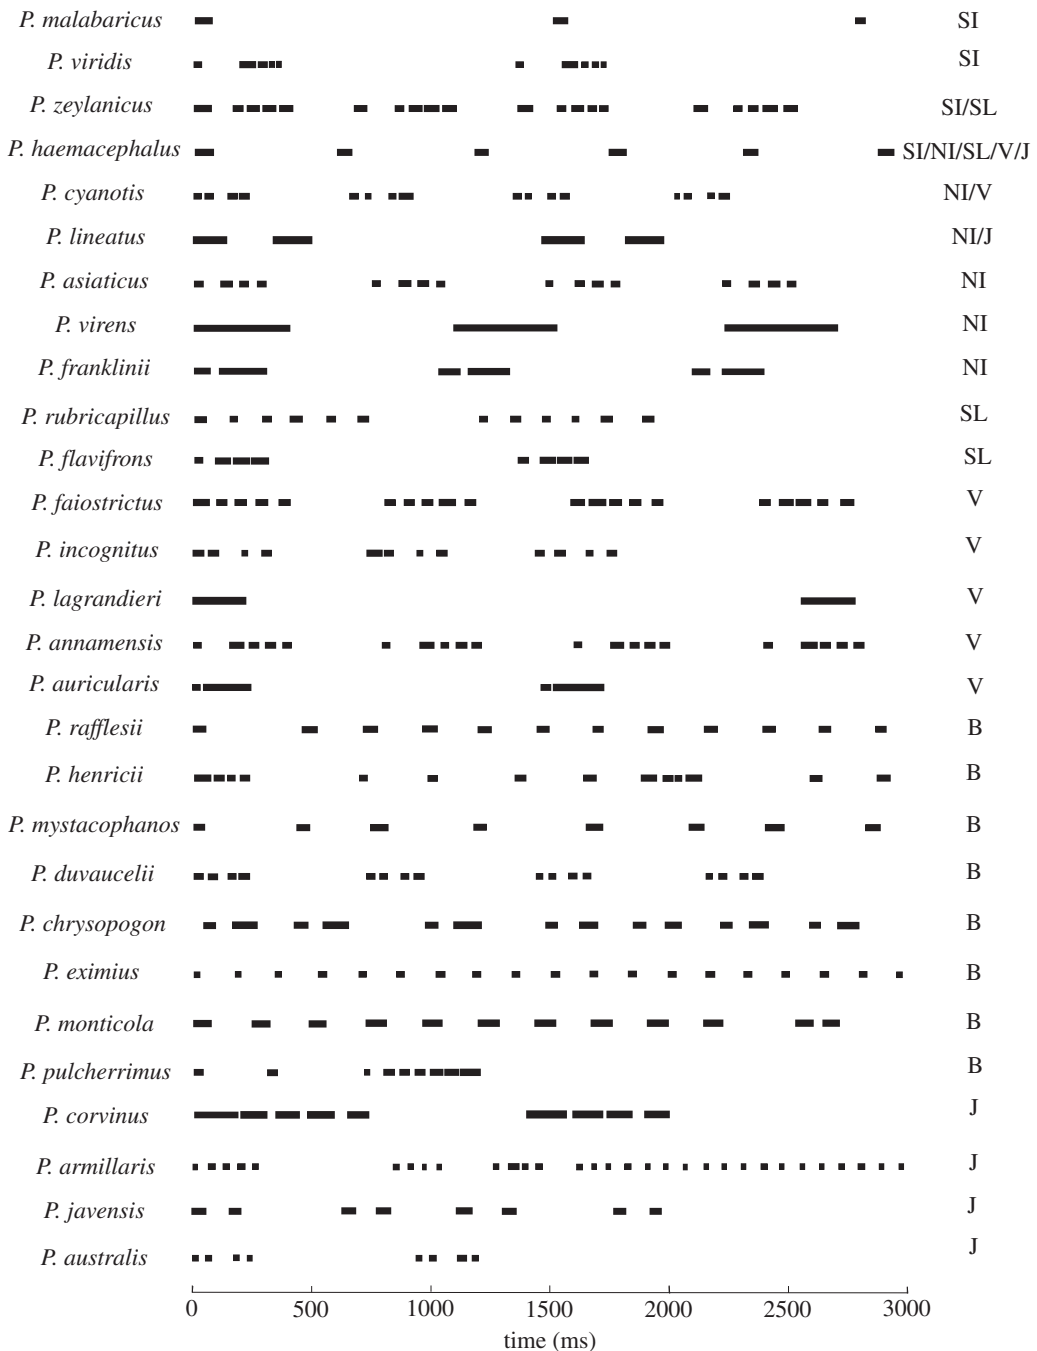 P. malabaricus SI
P. viridis SI
P. zeylanicus SI/SL
P. haemacephalus SI/NI/SL/V/J
P. cyanotis NI/V
P. lineatus NI/J
P. asiaticus NI
P. virens NI
P. franklinii NI
P. rubricapillus SL
P. flavifrons SL
P. faiostrictus V
P. incognitus V
P. lagrandieri V
P. annamensis V
P. auricularis V
P. rafflesii B
P. henricii B
P. mystacophanos B
P. duvaucelii B
P. chrysopogon B
P. eximius B
P. monticola B
P. pulcherrimus B
P. corvinus J
P. armillaris J
P. javensis J
P. australis J
0 500 1000 1500 2000 2500 3000
time (ms)